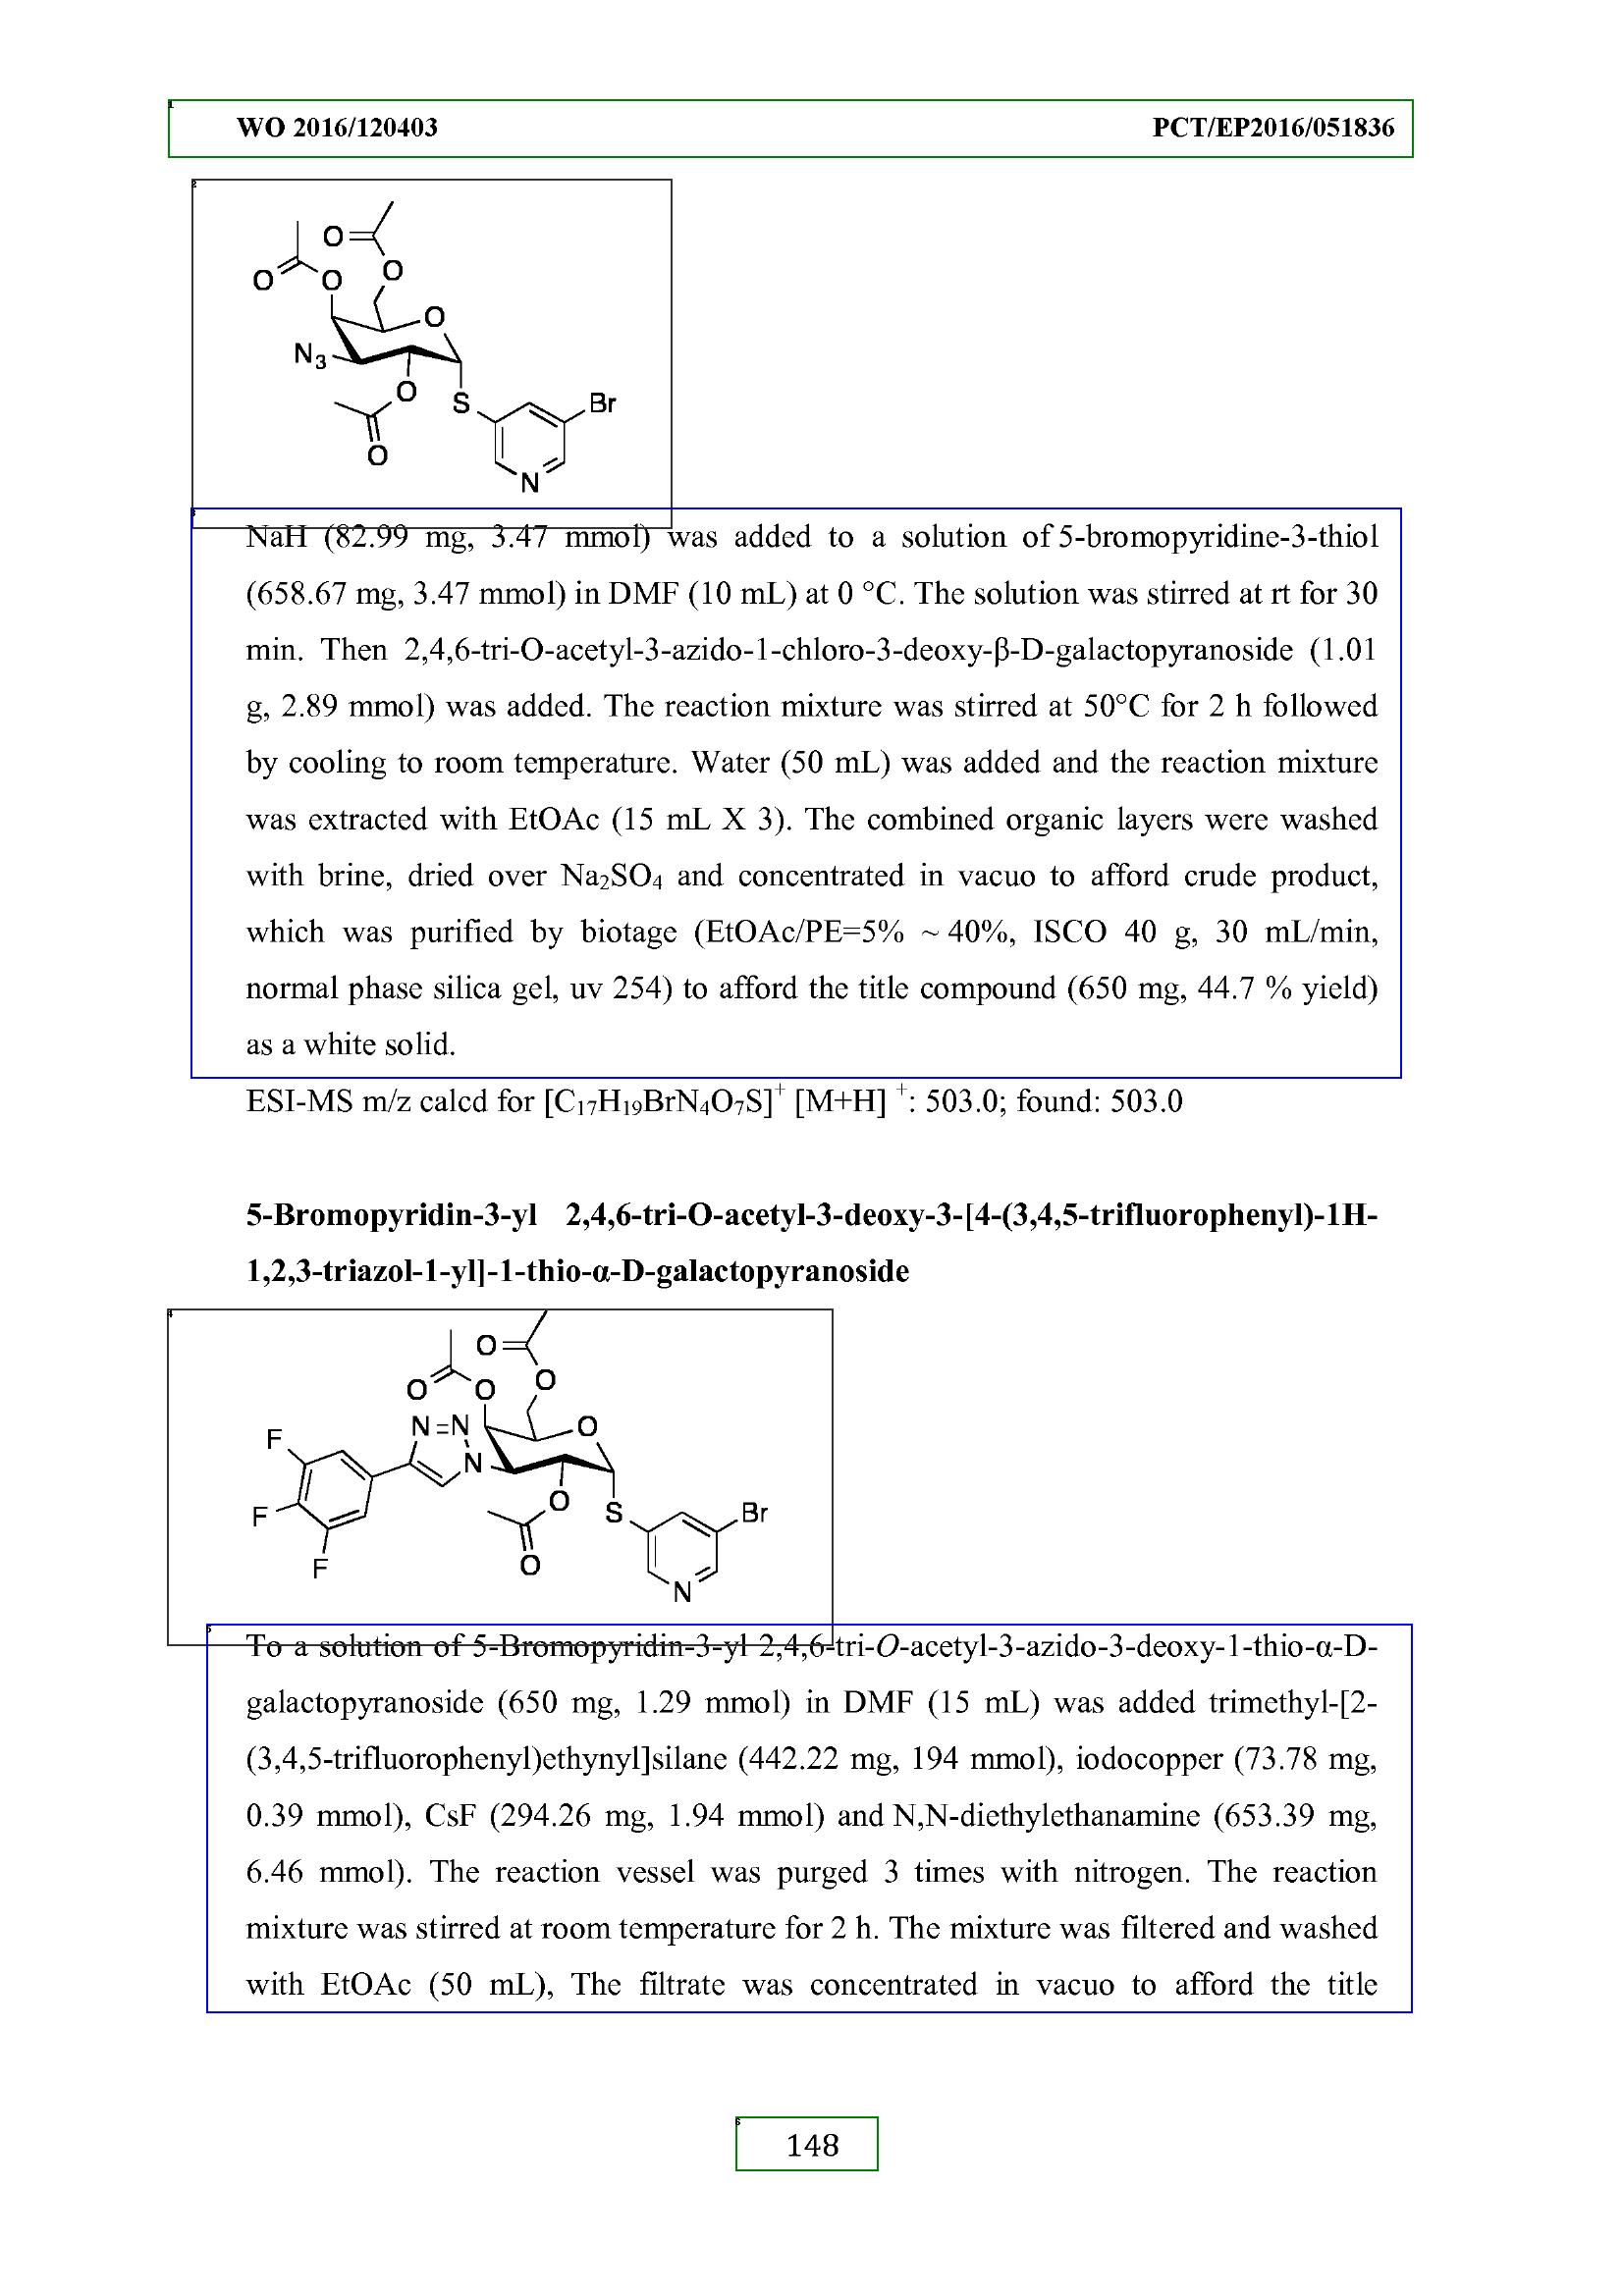 WO 2016/120403 PCT/EP2016/051836
O O
O O
O
N3
O S Br
O N
NaH (82.99 mg, 3.47 mmol) was added to a solution of 5-bromopyridine-3-thiol
(658.67 mg, 3.47 mmol) in DMF (10 mL) at 0 °C. The solution was stirred at rt for 30
min. Then 2,4,6-tri-O-acetyl-3-azido-1-chloro-3-deoxy-β-D-galactopyranoside (1.01
g, 2.89 mmol) was added. The reaction mixture was stirred at 50°C for 2 h followed
by cooling to room temperature. Water (50 mL) was added and the reaction mixture
was extracted with EtOAc (15 mL X 3). The combined organic layers were washed
with brine, dried over Na₂SO₄ and concentrated in vacuo to afford crude product,
which was purified by biotage (EtOAc/PE=5% ~ 40%, ISCO 40 g, 30 mL/min,
normal phase silica gel, uv 254) to afford the title compound (650 mg, 44.7 % yield)
as a white solid.
ESI-MS m/z calcd for [C₁₇H₁₉BrN₄O₇S]⁺ [M+H] ⁺: 503.0; found: 503.0
5-Bromopyridin-3-yl 2,4,6-tri-O-acetyl-3-deoxy-3-[4-(3,4,5-trifluorophenyl)-1H-
1,2,3-triazol-1-yl]-1-thio-α-D-galactopyranoside
O
O O O
F N=N O
N
F O S Br
F O N
To a solution of 5-Bromopyridin-3-yl 2,4,6-tri-O-acetyl-3-azido-3-deoxy-1-thio-α-D-
galactopyranoside (650 mg, 1.29 mmol) in DMF (15 mL) was added trimethyl-[2-
(3,4,5-trifluorophenyl)ethynyl]silane (442.22 mg, 194 mmol), iodocopper (73.78 mg,
0.39 mmol), CsF (294.26 mg, 1.94 mmol) and N,N-diethylethanamine (653.39 mg,
6.46 mmol). The reaction vessel was purged 3 times with nitrogen. The reaction
mixture was stirred at room temperature for 2 h. The mixture was filtered and washed
with EtOAc (50 mL), The filtrate was concentrated in vacuo to afford the title
148